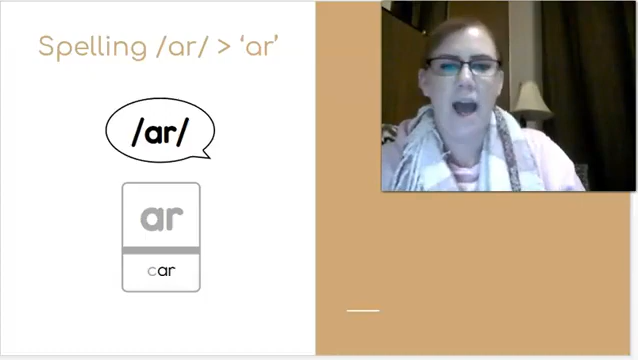 Spelling /ar/ > ‘ar’
/ar/
ar
car